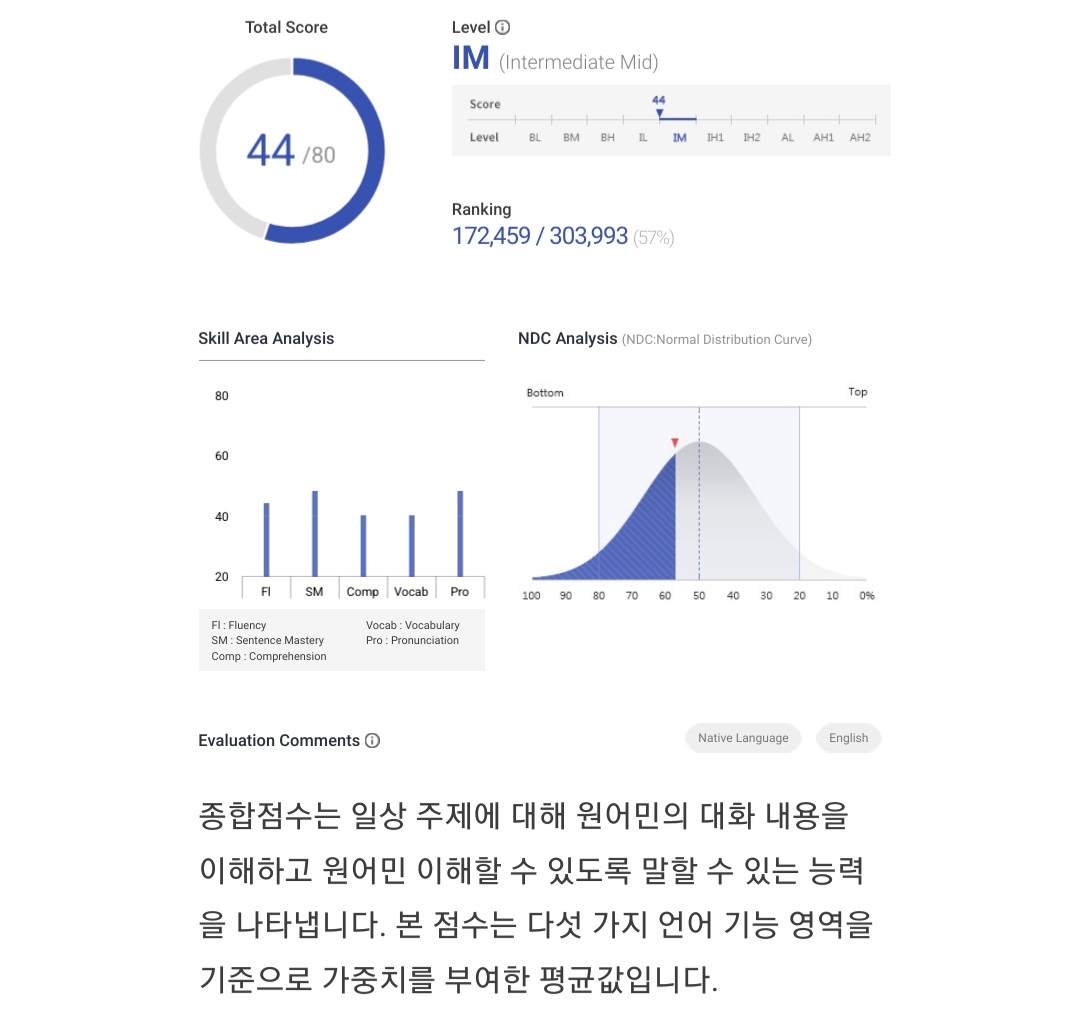 Total Score
44 /80
Level
IM (Intermediate Mid)
Score 44
Level BL BM BH IL IM IH1 IH2 AL AH1 AH2
Ranking
172,459 / 303,993 (57%)
Skill Area Analysis
80
60
40
20
Fl SM Comp Vocab Pro
Fl : Fluency Vocab : Vocabulary
SM : Sentence Mastery Pro : Pronunciation
Comp : Comprehension
NDC Analysis (NDC:Normal Distribution Curve)
Bottom Top
100 90 80 70 60 50 40 30 20 10 0%
Evaluation Comments
Native Language English
종합점수는 일상 주제에 대해 원어민의 대화 내용을
이해하고 원어민 이해할 수 있도록 말할 수 있는 능력
을 나타냅니다. 본 점수는 다섯 가지 언어 기능 영역을
기준으로 가중치를 부여한 평균값입니다.